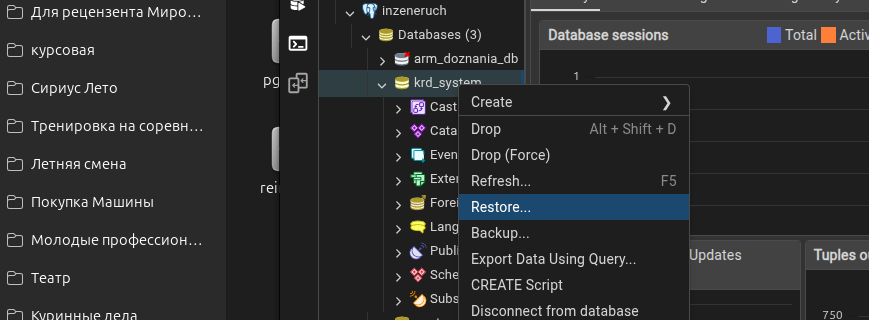 Для рецензента Миро...
курсовая
Сириус Лето
Тренировка на соревн...
Летняя смена
Покупка Машины
Молодые профессион...
Театр
Куриные дела
pg
rei
inzeneruch
Databases (3)
arm_doznania_db
krd_system
Cast
Cata
Even
Exter
Forei
Lang
Publi
Sche
Subs
Create
Drop Alt + Shift + D
Drop (Force)
Refresh... F5
Restore...
Backup...
Export Data Using Query...
CREATE Script
Disconnect from database
Database sessions
Total Activ
1
Updates
Tuples ou
750